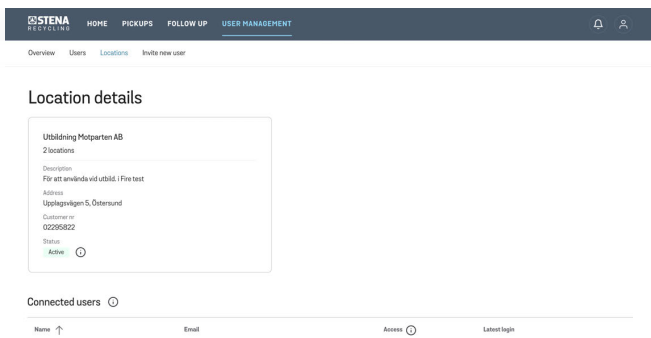 STENA
RECYCLING
HOME PICKUPS FOLLOW UP USER MANAGEMENT
Overview Users Locations Invite new user
Location details
Utbildning Motparten AB
2 locations
Description
För att använda vid utbild. i Fire test
Address
Upplagsvägen 5, Östersund
Customer nr
02295822
Status
Active
Connected users
Name Email Access Latest login